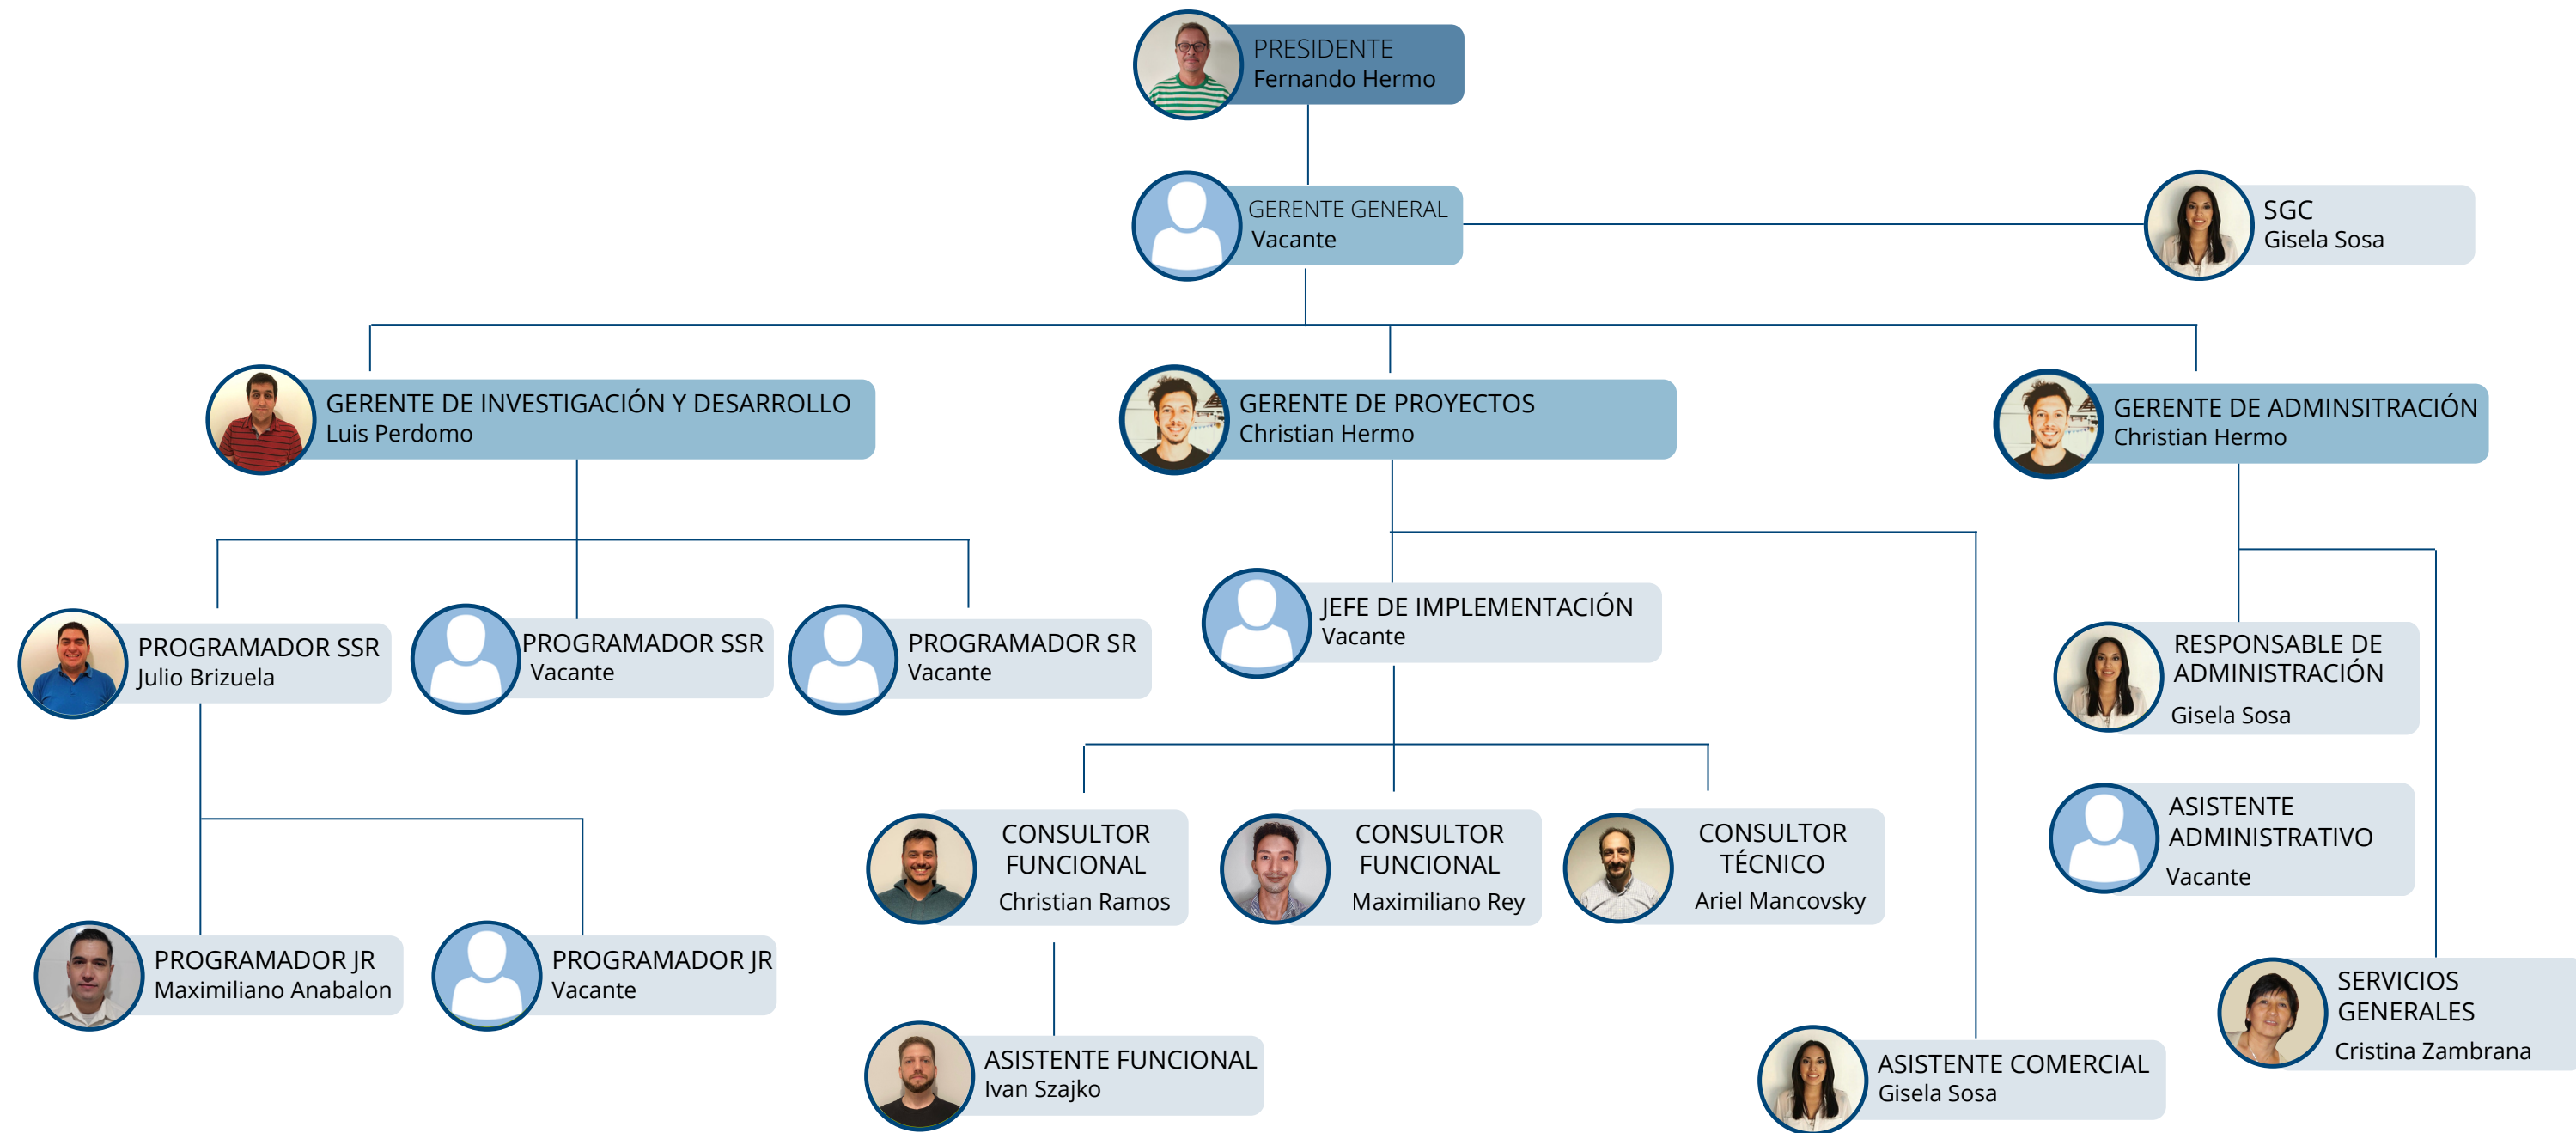 PRESIDENTE
Fernando Hermo
GERENTE GENERAL
Vacante
SGC
Gisela Sosa
GERENTE DE INVESTIGACIÓN Y DESARROLLO
Luis Perdomo
GERENTE DE PROYECTOS
Christian Hermo
GERENTE DE ADMINSITRACIÓN
Christian Hermo
PROGRAMADOR SSR
Julio Brizuela
PROGRAMADOR SSR
Vacante
PROGRAMADOR SR
Vacante
JEFE DE IMPLEMENTACIÓN
Vacante
RESPONSABLE DE
ADMINISTRACIÓN
Gisela Sosa
CONSULTOR
FUNCIONAL
Christian Ramos
CONSULTOR
FUNCIONAL
Maximiliano Rey
CONSULTOR
TÉCNICO
Ariel Mancovsky
ASISTENTE
ADMINISTRATIVO
Vacante
PROGRAMADOR JR
Maximiliano Anabalon
PROGRAMADOR JR
Vacante
ASISTENTE FUNCIONAL
Ivan Szajko
ASISTENTE COMERCIAL
Gisela Sosa
SERVICIOS
GENERALES
Cristina Zambrana